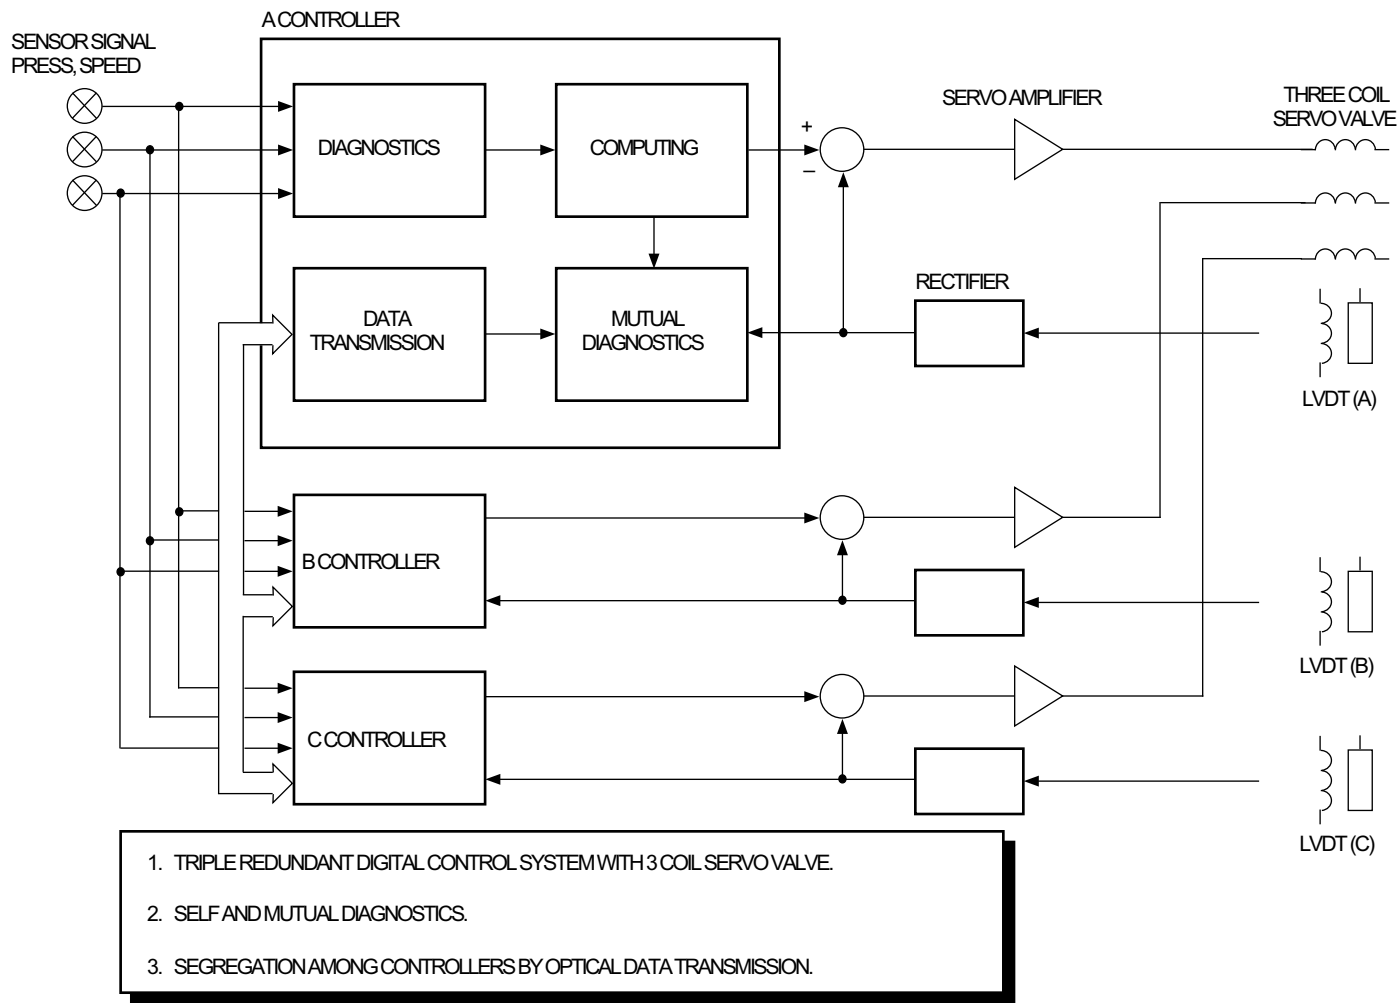 A CONTROLLER
SENSOR SIGNAL
PRESS, SPEED
DIAGNOSTICS
COMPUTING
+
–
SERVO AMPLIFIER
THREE COIL
SERVO VALVE
DATA
TRANSMISSION
MUTUAL
DIAGNOSTICS
RECTIFIER
LVDT (A)
B CONTROLLER
LVDT (B)
C CONTROLLER
LVDT (C)
1. TRIPLE REDUNDANT DIGITAL CONTROL SYSTEM WITH 3 COIL SERVO VALVE.
2. SELF AND MUTUAL DIAGNOSTICS.
3. SEGREGATION AMONG CONTROLLERS BY OPTICAL DATA TRANSMISSION.